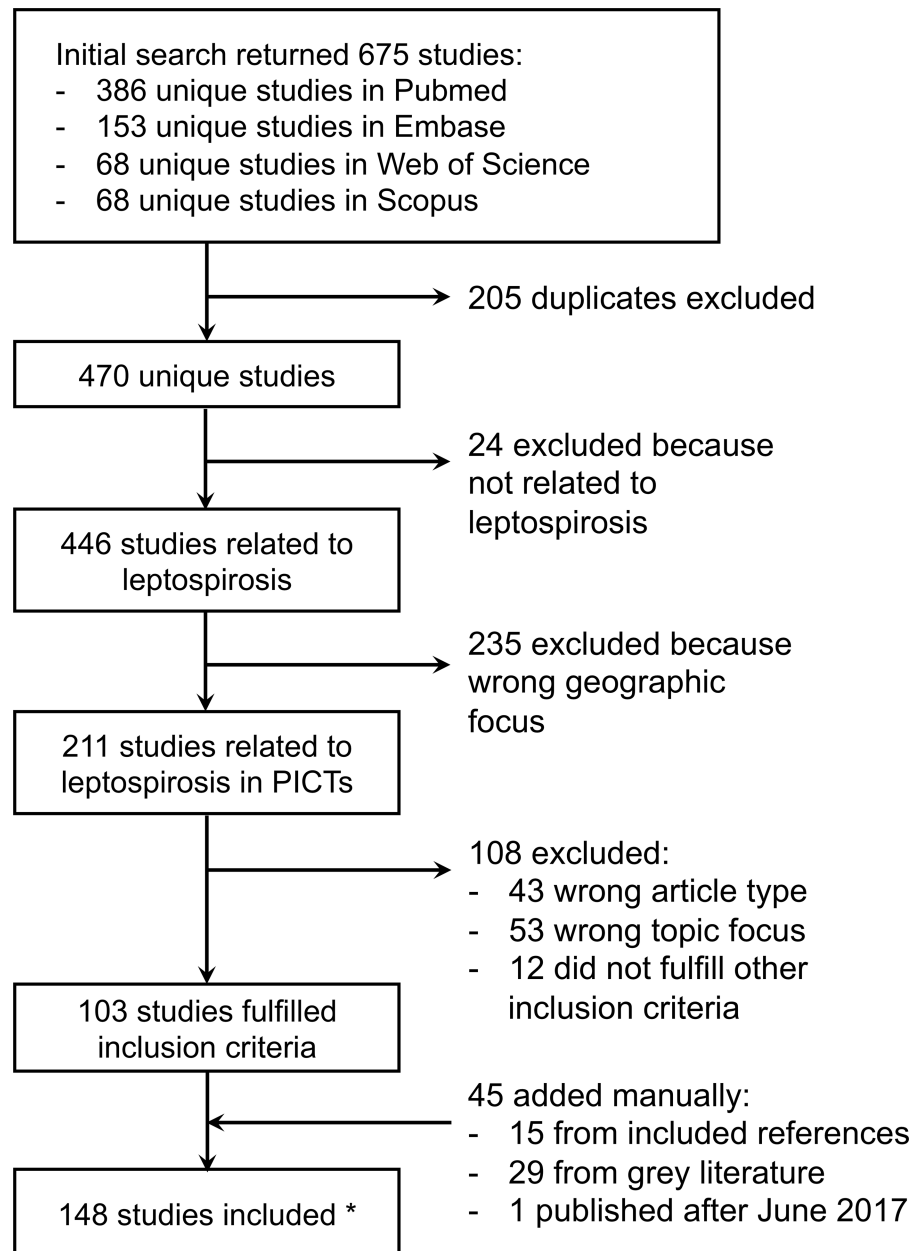 Initial search returned 675 studies:
- 386 unique studies in Pubmed
- 153 unique studies in Embase
- 68 unique studies in Web of Science
- 68 unique studies in Scopus
205 duplicates excluded
470 unique studies
24 excluded because
not related to
leptospirosis
446 studies related to
leptospirosis
235 excluded because
wrong geographic
focus
211 studies related to
leptospirosis in PICTs
108 excluded:
- 43 wrong article type
- 53 wrong topic focus
- 12 did not fulfill other
inclusion criteria
103 studies fulfilled
inclusion criteria
45 added manually:
- 15 from included references
- 29 from grey literature
- 1 published after June 2017
148 studies included *